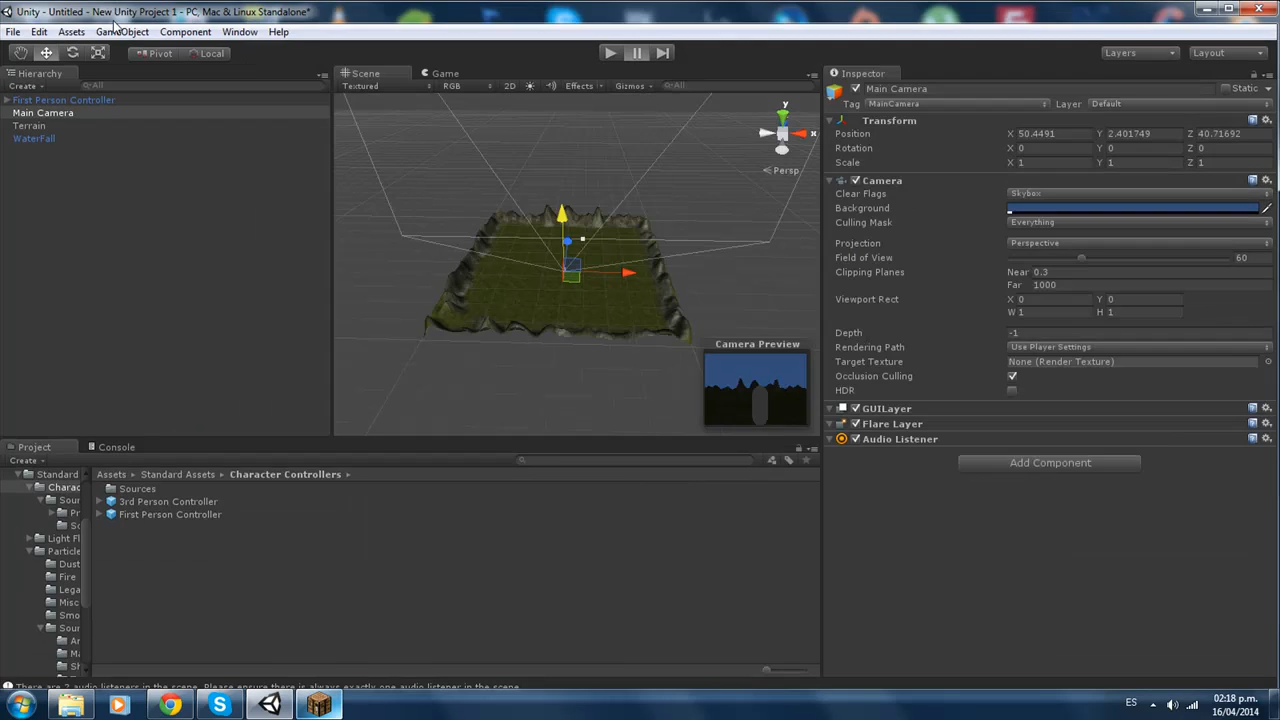 Unity - Untitled - New Unity Project 1 - PC, Mac & Linux Standalone*
File Edit Assets GameObject Component Window Help
Pivot Local Layers Layout
Hierarchy
Create All
First Person Controller
Main Camera
Terrain
WaterFall
Scene Game
Textured RGB 2D Effects Gizmos All
y
x
Persp
Camera Preview
Inspector
Main Camera Static
Tag MainCamera Layer Default
Transform
Position X 50.4491 Y 2.401749 Z 40.71692
Rotation X 0 Y 0 Z 0
Scale X 1 Y 1 Z 1
Camera
Clear Flags Skybox
Background
Culling Mask Everything
Projection Perspective
Field of View 60
Clipping Planes Near 0.3
Far 1000
Viewport Rect X 0 Y 0
W 1 H 1
Depth -1
Rendering Path Use Player Settings
Target Texture None (Render Texture)
Occlusion Culling
HDR
GUILayer
Flare Layer
Audio Listener
Add Component
Project Console
Create
Standard
Charac
Sour
Pr
Sc
Light Fl
Particle
Dust
Fire
Lega
Misc
Smo
Sour
Ar
Ma
Sh
Assets Standard Assets Character Controllers
Sources
3rd Person Controller
First Person Controller
There are 2 audio listeners in the scene. Please ensure there is always exactly one audio listener in the scene.
ES 02:18 p.m.
16/04/2014